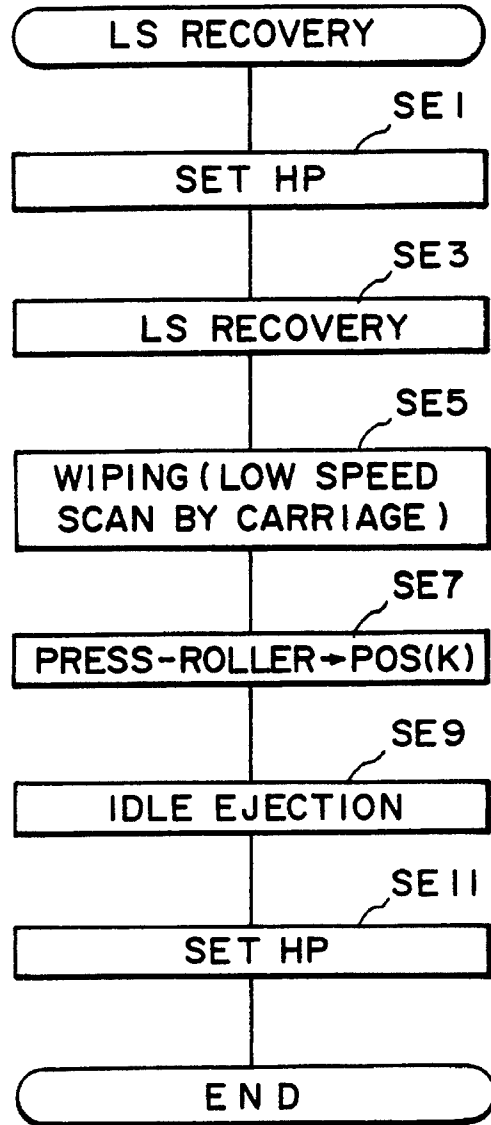 LS RECOVERY
SE1
SET HP
SE3
LS RECOVERY
SE5
WIPING (LOW SPEED
SCAN BY CARRIAGE)
SE7
PRESS-ROLLER→POS(K)
SE9
IDLE EJECTION
SE11
SET HP
END